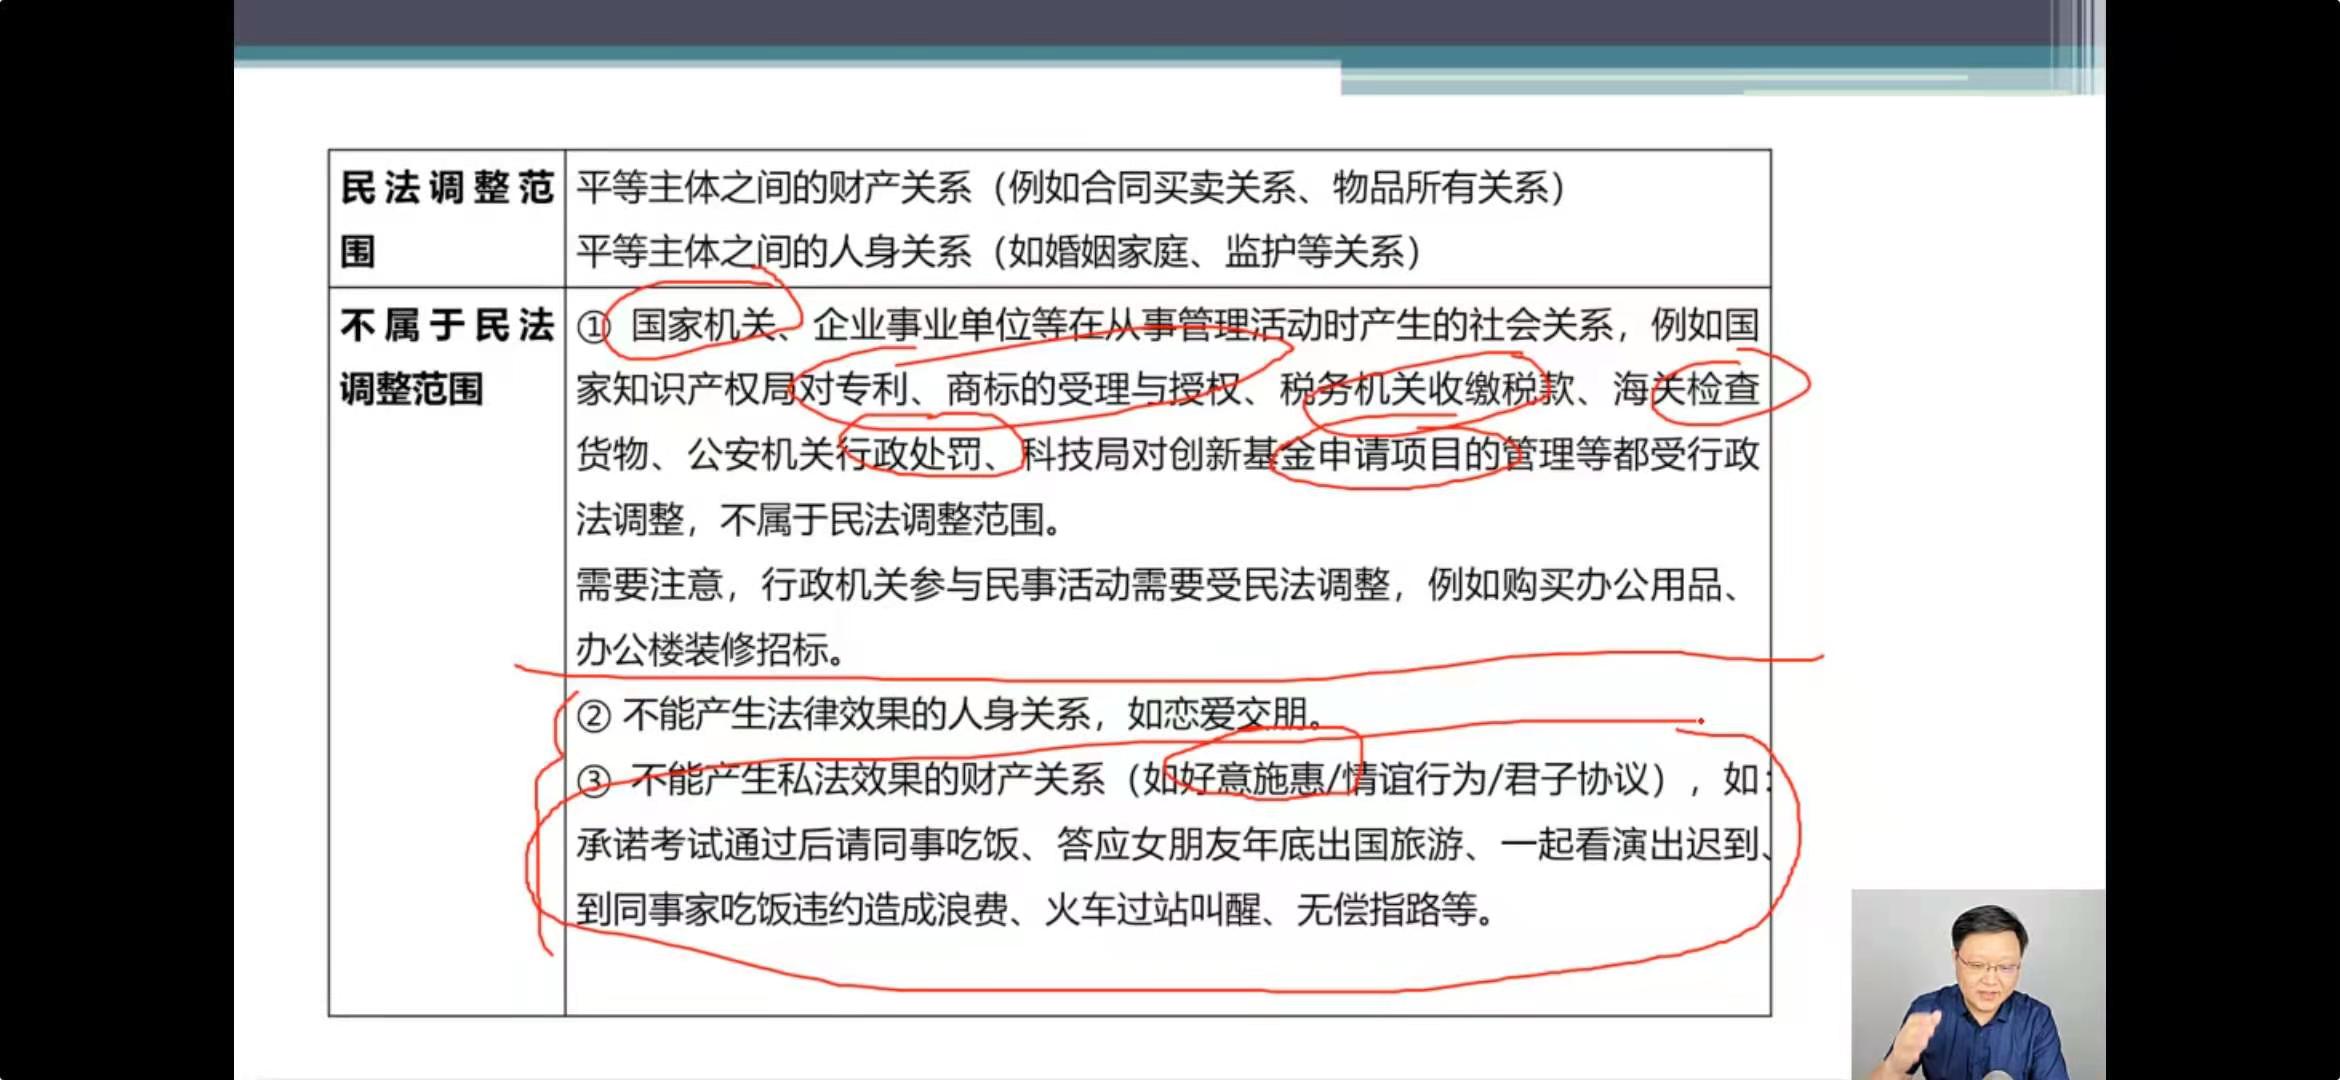 民法调整范
围
平等主体之间的财产关系（例如合同买卖关系、物品所有关系）
平等主体之间的人身关系（如婚姻家庭、监护等关系）
不属于民法
调整范围
① 国家机关、企业事业单位等在从事管理活动时产生的社会关系，例如国
家知识产权局对专利、商标的受理与授权、税务机关收缴税款、海关检查
货物、公安机关行政处罚、科技局对创新基金申请项目的管理等都受行政
法调整，不属于民法调整范围。
需要注意，行政机关参与民事活动需要受民法调整，例如购买办公用品、
办公楼装修招标。
② 不能产生法律效果的人身关系，如恋爱交朋。
③ 不能产生私法效果的财产关系（如好意施惠/情谊行为/君子协议），如：
承诺考试通过后请同事吃饭、答应女朋友年底出国旅游、一起看演出迟到、
到同事家吃饭违约造成浪费、火车过站叫醒、无偿指路等。